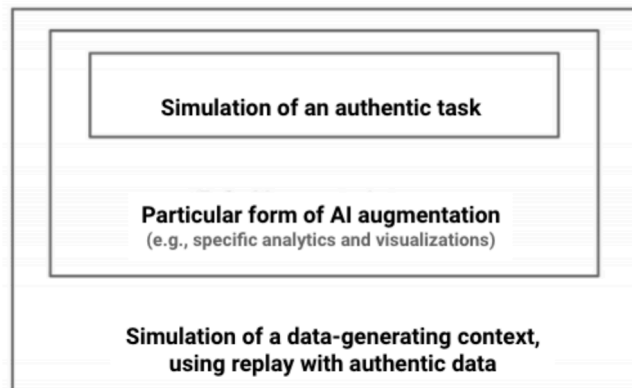 Simulation of an authentic task
Particular form of AI augmentation
(e.g., specific analytics and visualizations)
Simulation of a data-generating context,
using replay with authentic data